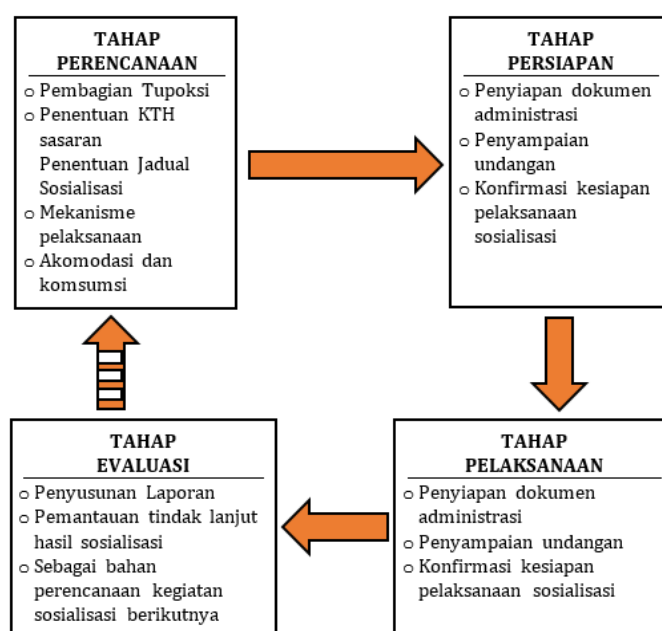 TAHAP
PERENCANAAN
o Pembagian Tupoksi
o Penentuan KTH
sasaran
Penentuan Jadual
Sosialisasi
o Mekanisme
pelaksanaan
o Akomodasi dan
komsumsi
TAHAP
PERSIAPAN
o Penyiapan dokumen
administrasi
o Penyampaian
undangan
o Konfirmasi kesiapan
pelaksanaan
sosialisasi
TAHAP
PELAKSANAAN
o Penyiapan dokumen
administrasi
o Penyampaian undangan
o Konfirmasi kesiapan
pelaksanaan sosialisasi
TAHAP
EVALUASI
o Penyusunan Laporan
o Pemantauan tindak lanjut
hasil sosialisasi
o Sebagai bahan
perencanaan kegiatan
sosialisasi berikutnya